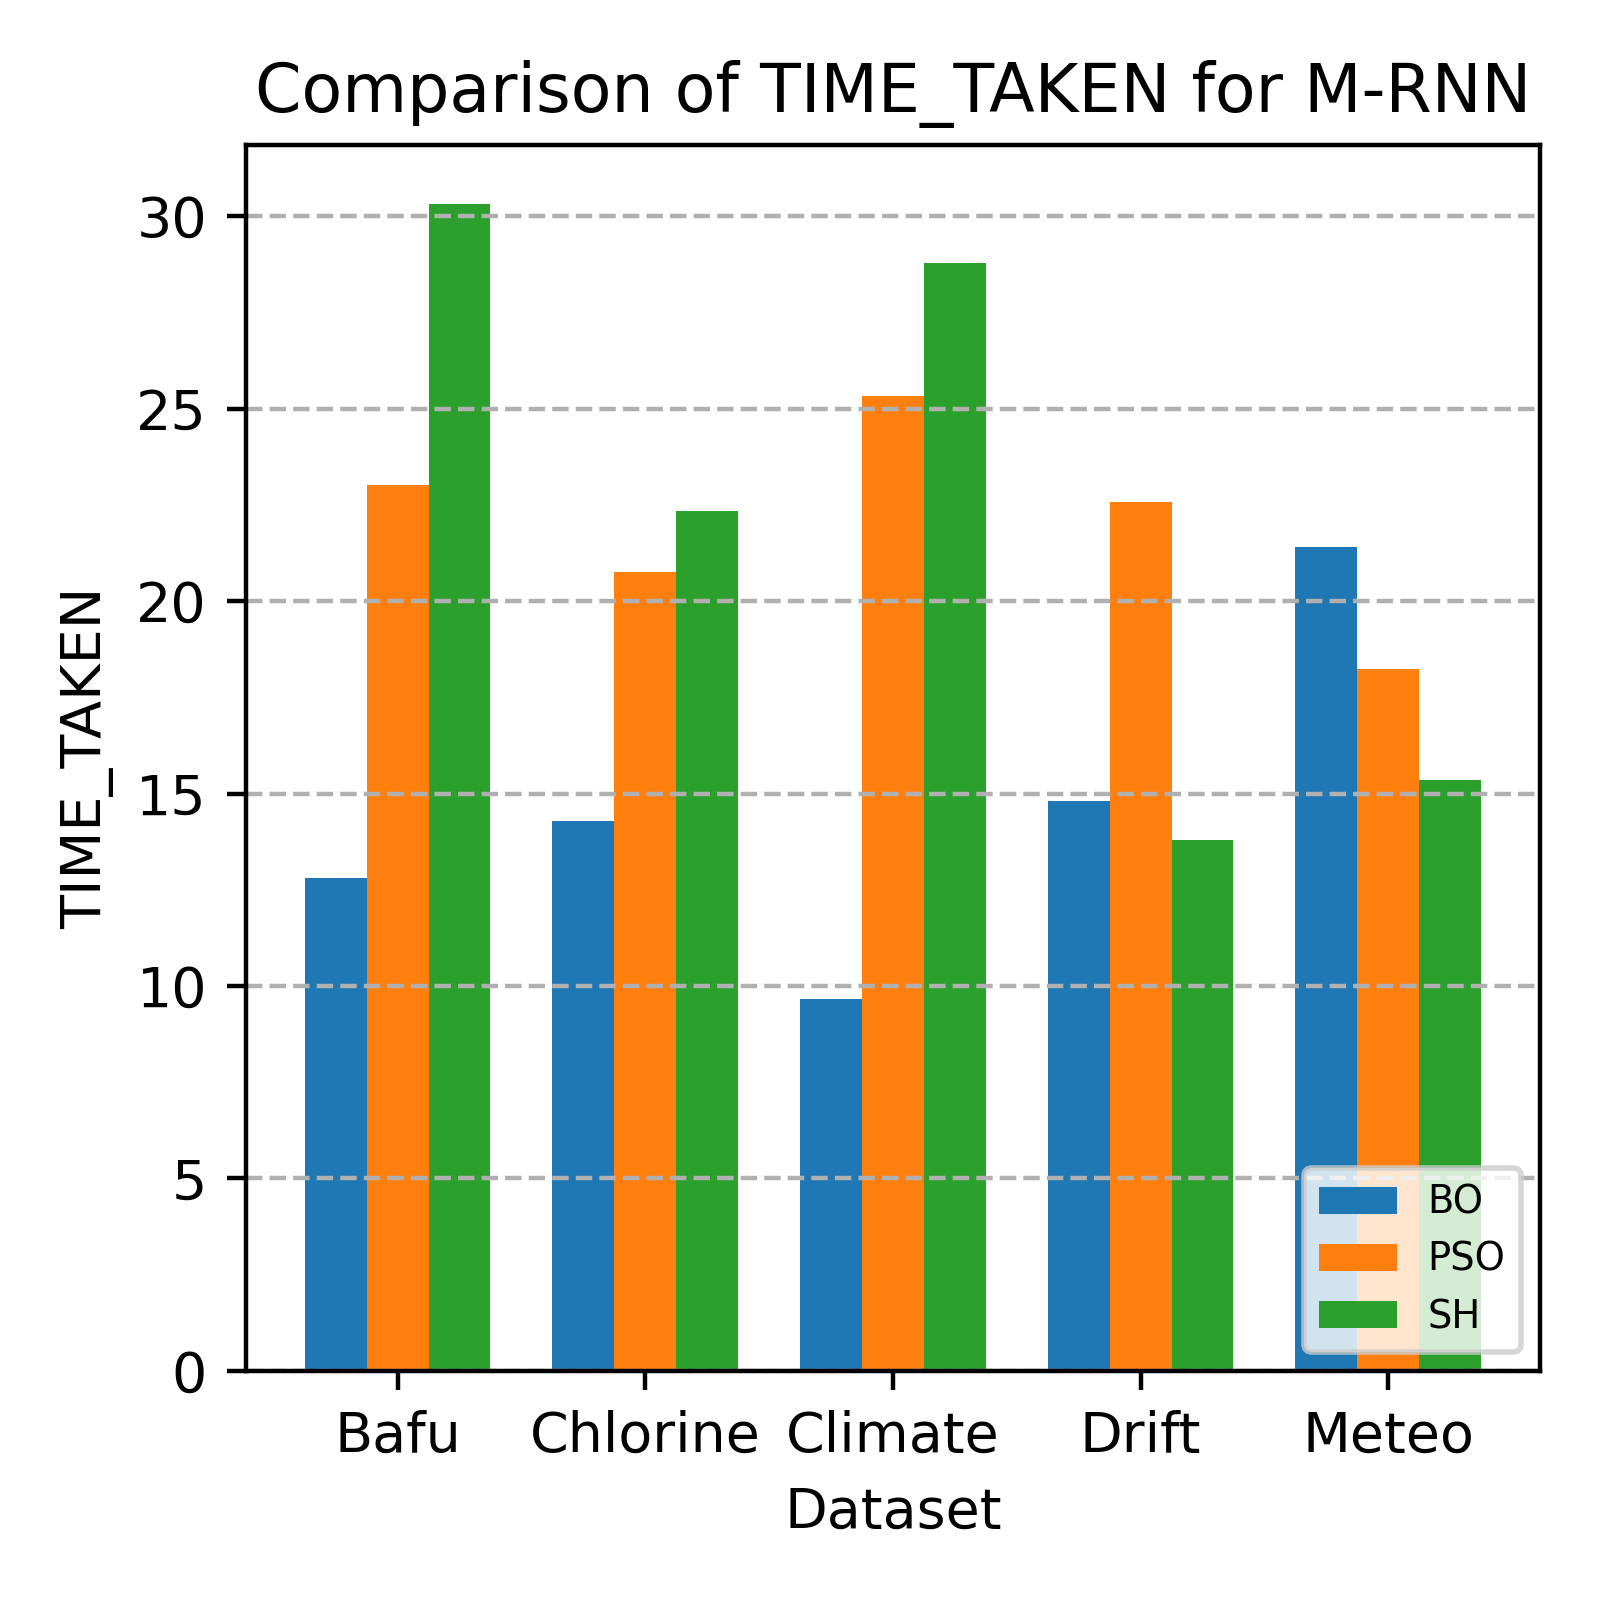 Comparison of TIME_TAKEN for M-RNN
TIME_TAKEN
30
25
20
15
10
5
0
BO
PSO
SH
Bafu Chlorine Climate Drift Meteo
Dataset